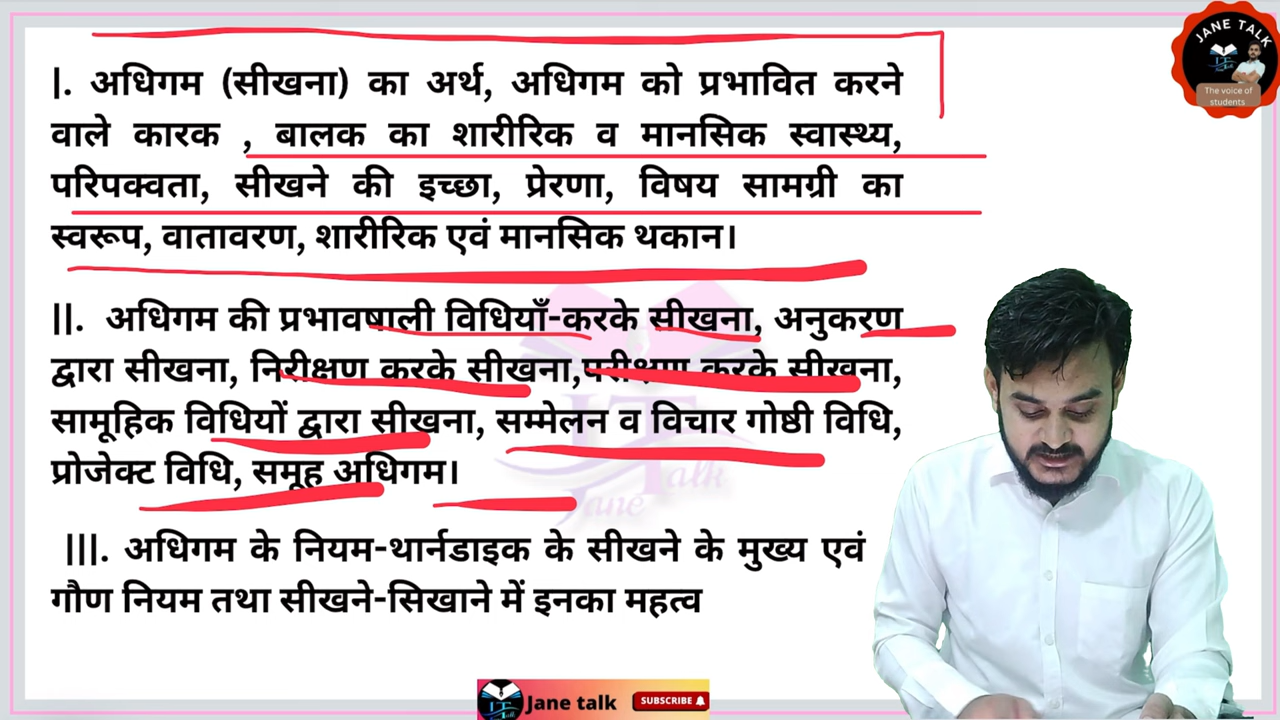 |. अधिगम (सीखना) का अर्थ, अधिगम को प्रभावित करने
वाले कारक , बालक का शारीरिक व मानसिक स्वास्थ्य,
परिपक्वता, सीखने की इच्छा, प्रेरणा, विषय सामग्री का
स्वरूप, वातावरण, शारीरिक एवं मानसिक थकान।
||. अधिगम की प्रभावषाली विधियाँ-करके सीखना, अनुकरण
द्वारा सीखना, निरीक्षण करके सीखना,परीक्षण करके सीखना,
सामूहिक विधियों द्वारा सीखना, सम्मेलन व विचार गोष्ठी विधि,
प्रोजेक्ट विधि, समूह अधिगम।
|||. अधिगम के नियम-थार्नडाइक के सीखने के मुख्य एवं
गौण नियम तथा सीखने-सिखाने में इनका महत्व
JANE TALK
The voice of
students
Jane Talk
Jane talk
SUBSCRIBE